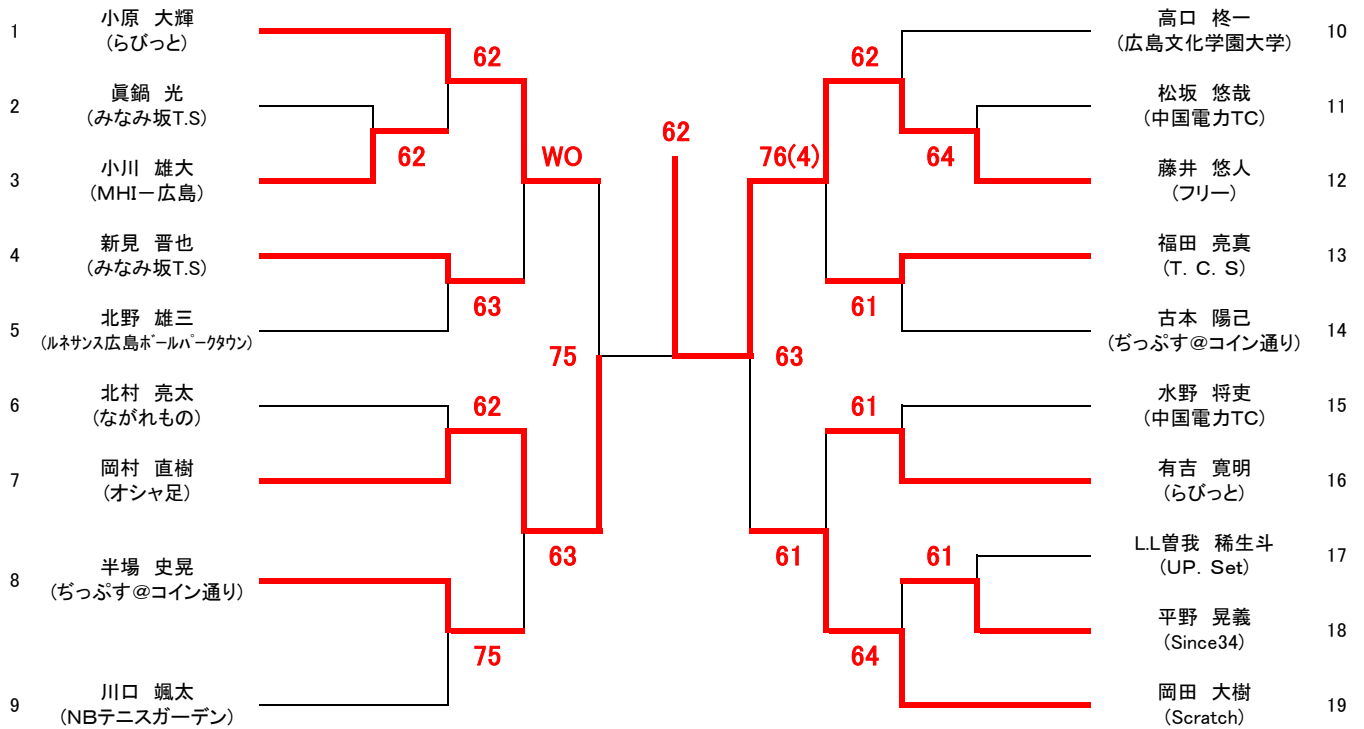 1
小原 大輝
(らびっと)
2
眞鍋 光
(みなみ坂T.S)
3
小川 雄大
(MHI－広島)
4
新見 晋也
(みなみ坂T.S)
5
北野 雄三
(ルネサンス広島ボールパークタウン)
6
北村 亮太
(ながれもの)
7
岡村 直樹
(オシャ足)
8
半場 史晃
(ぢっぷす＠コイン通り)
9
川口 颯太
(NBテニスガーデン)
62
62
WO
63
75
62
63
75
62
62
76(4)
64
61
63
61
61
61
64
高口 柊一
(広島文化学園大学)
10
松坂 悠哉
(中国電力TC)
11
藤井 悠人
(フリー)
12
福田 亮真
(T．C．S)
13
古本 陽己
(ぢっぷす＠コイン通り)
14
水野 将吏
(中国電力TC)
15
有吉 寛明
(らびっと)
16
L.L曽我 稀生斗
(UP．Set)
17
平野 晃義
(Since34)
18
岡田 大樹
(Scratch)
19